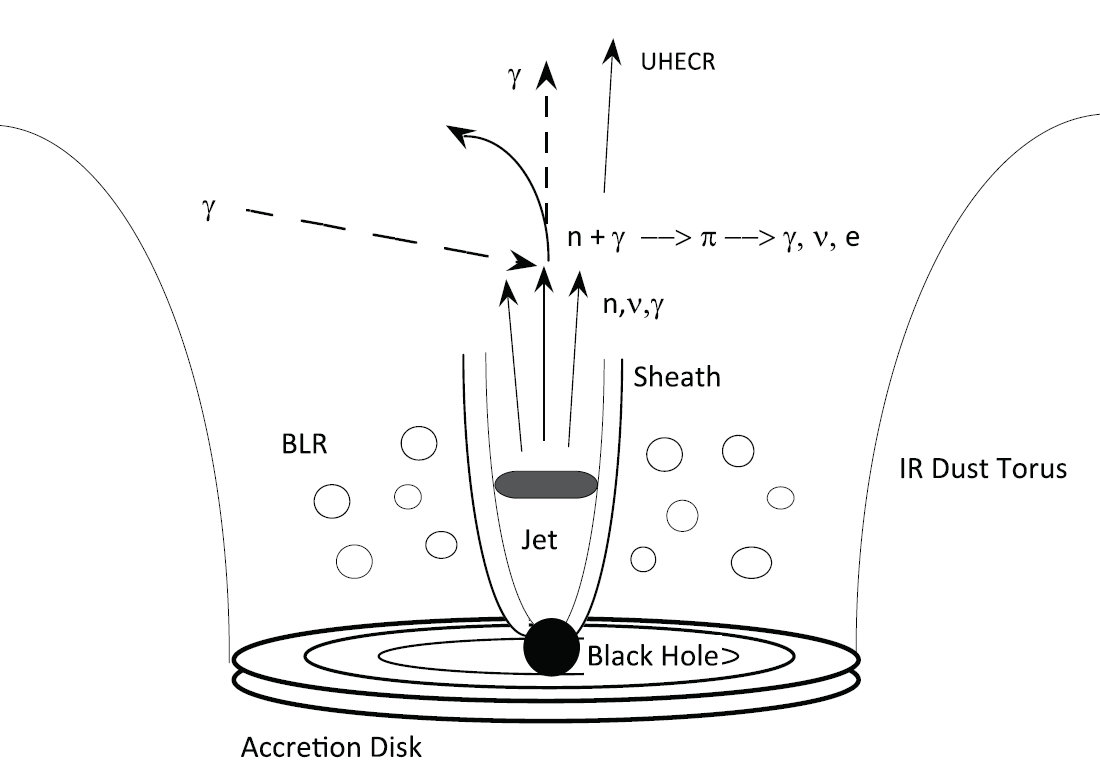 UHECR
γ
γ
n + γ —–> π —–> γ, ν, e
n,ν,γ
Sheath
BLR
IR Dust Torus
Jet
Black Hole
Accretion Disk